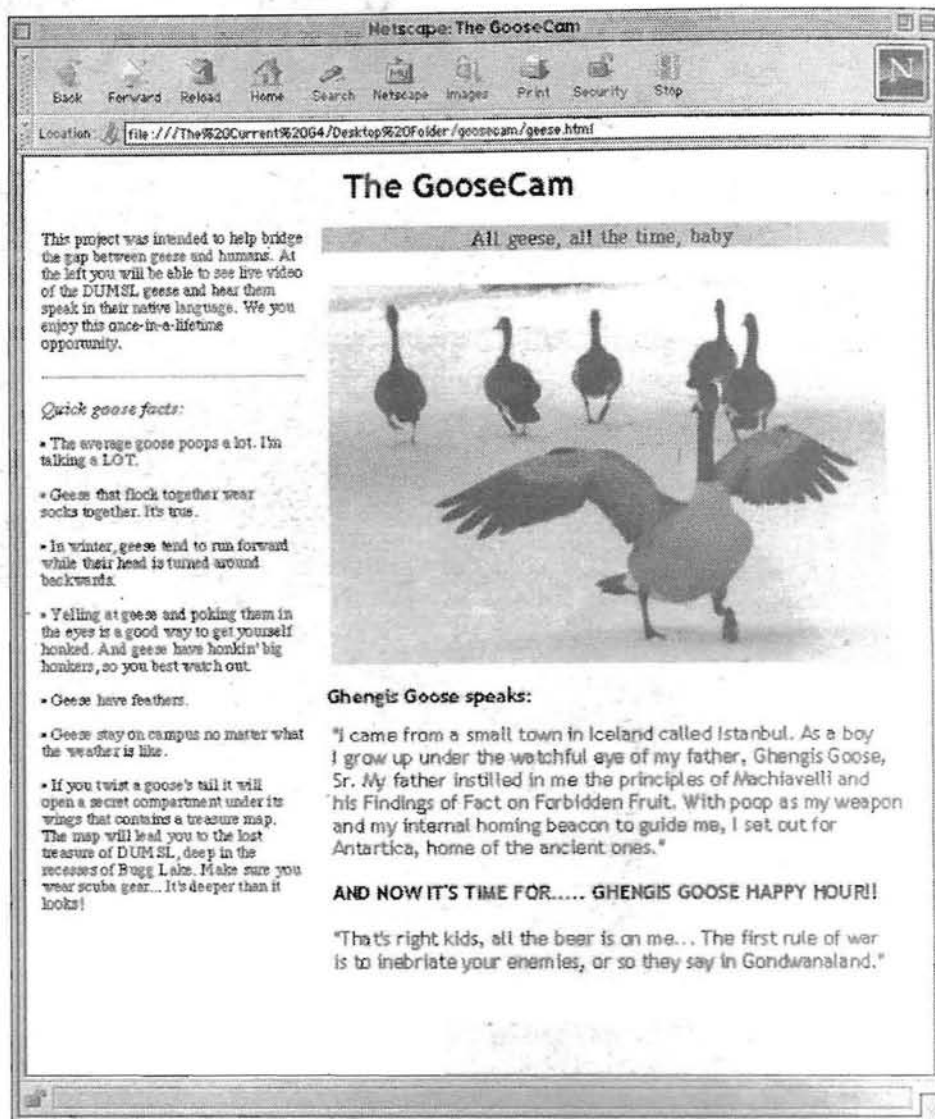 Netscape: The GooseCam
Back Forward Reload Home Search Netscape Images Print Security Stop
My
N
Location: file:///The%20Current%20G4/Desktop%20Folder/goosecam/geese.html
The GooseCam
This project was intended to help bridge
the gap between geese and humans. At
the left you will be able to see live video
of the DUMSL geese and hear them
speak in their native language. We you
enjoy this once-in-a-lifetime
opportunity.
Quick goose facts:
• The average goose poops a lot. I'm
talking a LOT.
• Geese that flock together wear
socks together. It's true.
• In winter, geese tend to run forward
while their head is turned around
backwards.
• Yelling at geese and poking them in
the eyes is a good way to get yourself
honked. And geese have honkin' big
honkers, so you best watch out.
• Geese have feathers.
• Geese stay on campus no matter what
the weather is like.
• If you twist a goose's tail it will
open a secret compartment under its
wings that contains a treasure map.
The map will lead you to the lost
treasure of DUMSL, deep in the
recesses of Bugg Lake. Make sure you
wear scuba gear... It's deeper than it
looks!
All geese, all the time, baby
Ghengis Goose speaks:
"I came from a small town in Iceland called Istanbul. As a boy
I grow up under the watchful eye of my father, Ghengis Goose,
Sr. My father instilled in me the principles of Machiavelli and
his Findings of Fact on Forbidden Fruit. With poop as my weapon
and my internal homing beacon to guide me, I set out for
Antartica, home of the ancient ones."
AND NOW IT'S TIME FOR..... GHENGIS GOOSE HAPPY HOUR!!
"That's right kids, all the beer is on me... The first rule of war
is to inebriate your enemies, or so they say in Gondwanaland."